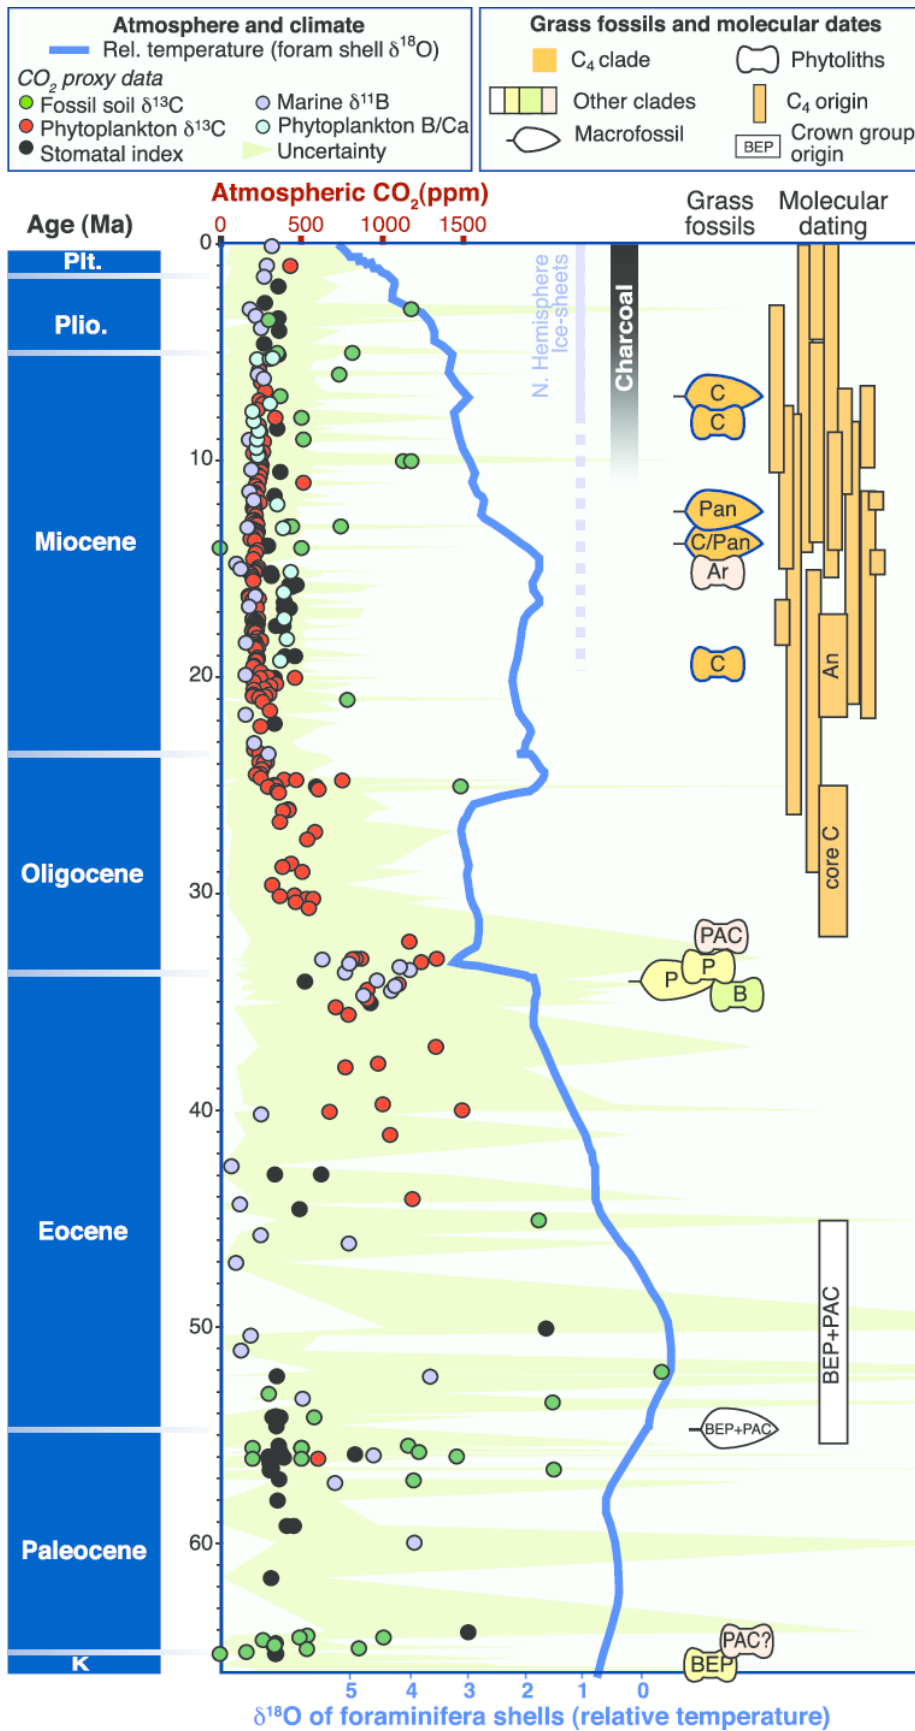 Atmosphere and climate
Rel. temperature (foram shell δ¹⁸O)
CO₂ proxy data
Fossil soil δ¹³C
Marine δ¹¹B
Phytoplankton δ¹³C
Phytoplankton B/Ca
Stomatal index
Uncertainty
Grass fossils and molecular dates
C₄ clade
Phytoliths
Other clades
C₄ origin
Macrofossil
BEP
Crown group
origin
Atmospheric CO₂(ppm)
Age (Ma)
0 500 1000 1500
Grass
fossils
Molecular
dating
0
Plt.
Plio.
N. Hemisphere
Ice-sheets
Charcoal
C
C
10
Pan
Miocene
C/Pan
Ar
An
C
20
core C
Oligocene
30
PAC
P
P
B
40
Eocene
BEP+PAC
50
BEP+PAC
60
Paleocene
PAC?
BEP
K
5 4 3 2 1 0
δ¹⁸O of foraminifera shells (relative temperature)